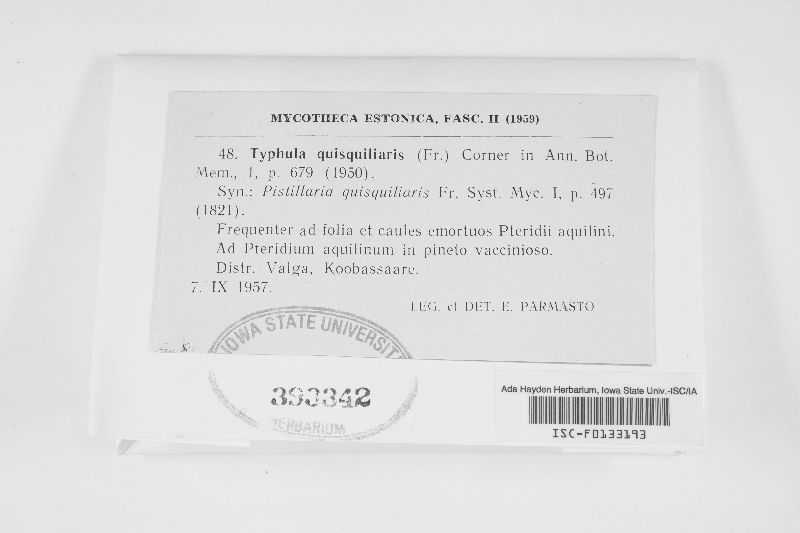 MYCOTHECA ESTONICA, FASC. II (1959)
48. Typhula quisquiliaris (Fr.) Corner in Ann. Bot.
Mem., 1, p. 679 (1950).
Syn.: Pistillaria quisquiliaris Fr. Syst. Myc. I, p. 497
(1821).
Frequenter ad folia et caules emortuos Pteridii aquilini.
Ad Pteridium aquilinum in pineto vaccinioso.
Distr. Valga, Koobassaare.
7. IX 1957.
LEG. et DET. E. PARMASTO
IOWA STATE UNIVERSITY
393342
HERBARIUM
Ada Hayden Herbarium, Iowa State Univ.-ISC/IA
ISC-F0133193